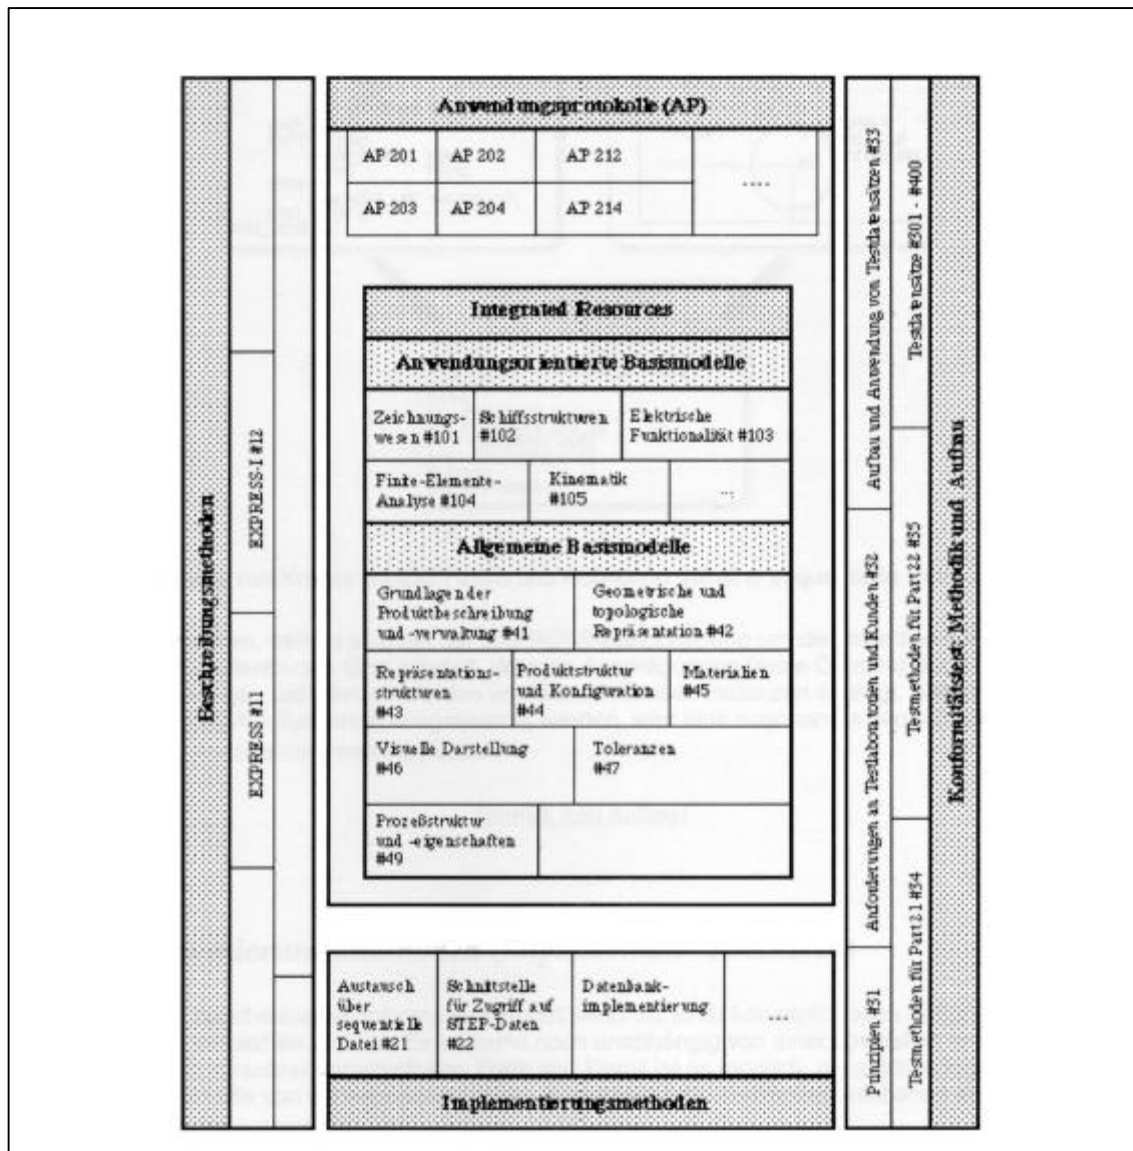 Beschreibungsmethoden
EXPRESS-I #12
EXPRESS #11
Anwendungsprotokolle (AP)
AP 201
AP 202
AP 212
....
AP 203
AP 204
AP 214
Integrated Resources
Anwendungsorientierte Basismodelle
Zeichnungs-
wesen #101
Schiffsstrukturen
#102
Elektrische
Funktionalität #103
Finite-Elemente-
Analyse #104
Kinematik
#105
...
Allgemeine Basismodelle
Grundlagen der
Produktbeschreibung
und -verwaltung #41
Geometrische und
topologische
Repräsentation #42
Repräsentations-
strukturen
#43
Produktstruktur
und Konfiguration
#44
Materialien
#45
Visuelle Darstellung
#46
Toleranzen
#47
Prozeßstruktur
und -eigenschaften
#49
Austausch
über
sequentielle
Datei #21
Schnittstelle
für Zugriff auf
STEP-Daten
#22
Datenbank-
implementierung
....
Implementierungsmethoden
Aufbau und Anwendung von Testdatensätzen #33
Anforderungen an Testlabors und Kunden #32
Prinzipien #31
Testdatensätze #301 - #400
Testmethoden für Part 22 #35
Testmethoden für Part 21 #34
Konformitätstest: Methodik und Aufbau